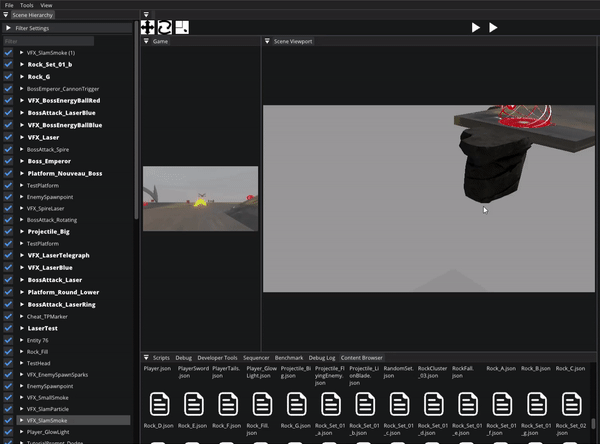 File Tools View
Scene Hierarchy
Filter Settings
Filter
VFX_SlamSmoke (1)
Rock_Set_01_b
Rock_G
BossEmperor_CannonTrigger
VFX_BossEnergyBallRed
BossAttack_LaserBlue
VFX_BossEnergyBallBlue
VFX_Laser
BossAttack_Spire
Boss_Emperor
Platform_Nouveau_Boss
TestPlatform
EnemySpawnpoint
VFX_SpireLaser
BossAttack_Rotating
Projectile_Big
TestPlatform
VFX_LaserTelegraph
VFX_LaserBlue
BossAttack_Laser
Platform_Round_Lower
BossAttack_LaserRing
Cheat_TPMarker
LaserTest
Entity 76
Rock_Fill
TestHead
VFX_EnemySpawnSparks
EnemySpawnpoint
VFX_SmallSmoke
VFX_SlamParticle
VFX_SlamSmoke
Player_GlowLight
TutorialPrompt_Dodge
Game
Scene Viewport
Scripts Debug Developer Tools Sequencer Benchmark Debug Log Content Browser
Player.json PlayerSword.json PlayerTails.json Player_GlowLight.json Projectile_Big.json Projectile_FlyingEnemy.json Projectile_LionBlade.json RandomSet.json RockCluster_03.json RockFall.json Rock_A.json Rock_B.json Rock_C.json
Rock_D.json Rock_E.json Rock_F.json Rock_Fill.json Rock_G.json Rock_Set_01_a.json Rock_Set_01_b.json Rock_Set_01_c.json Rock_Set_01_d.json Rock_Set_01_e.json Rock_Set_01_f.json Rock_Set_01_g.json Rock_Set_02.json